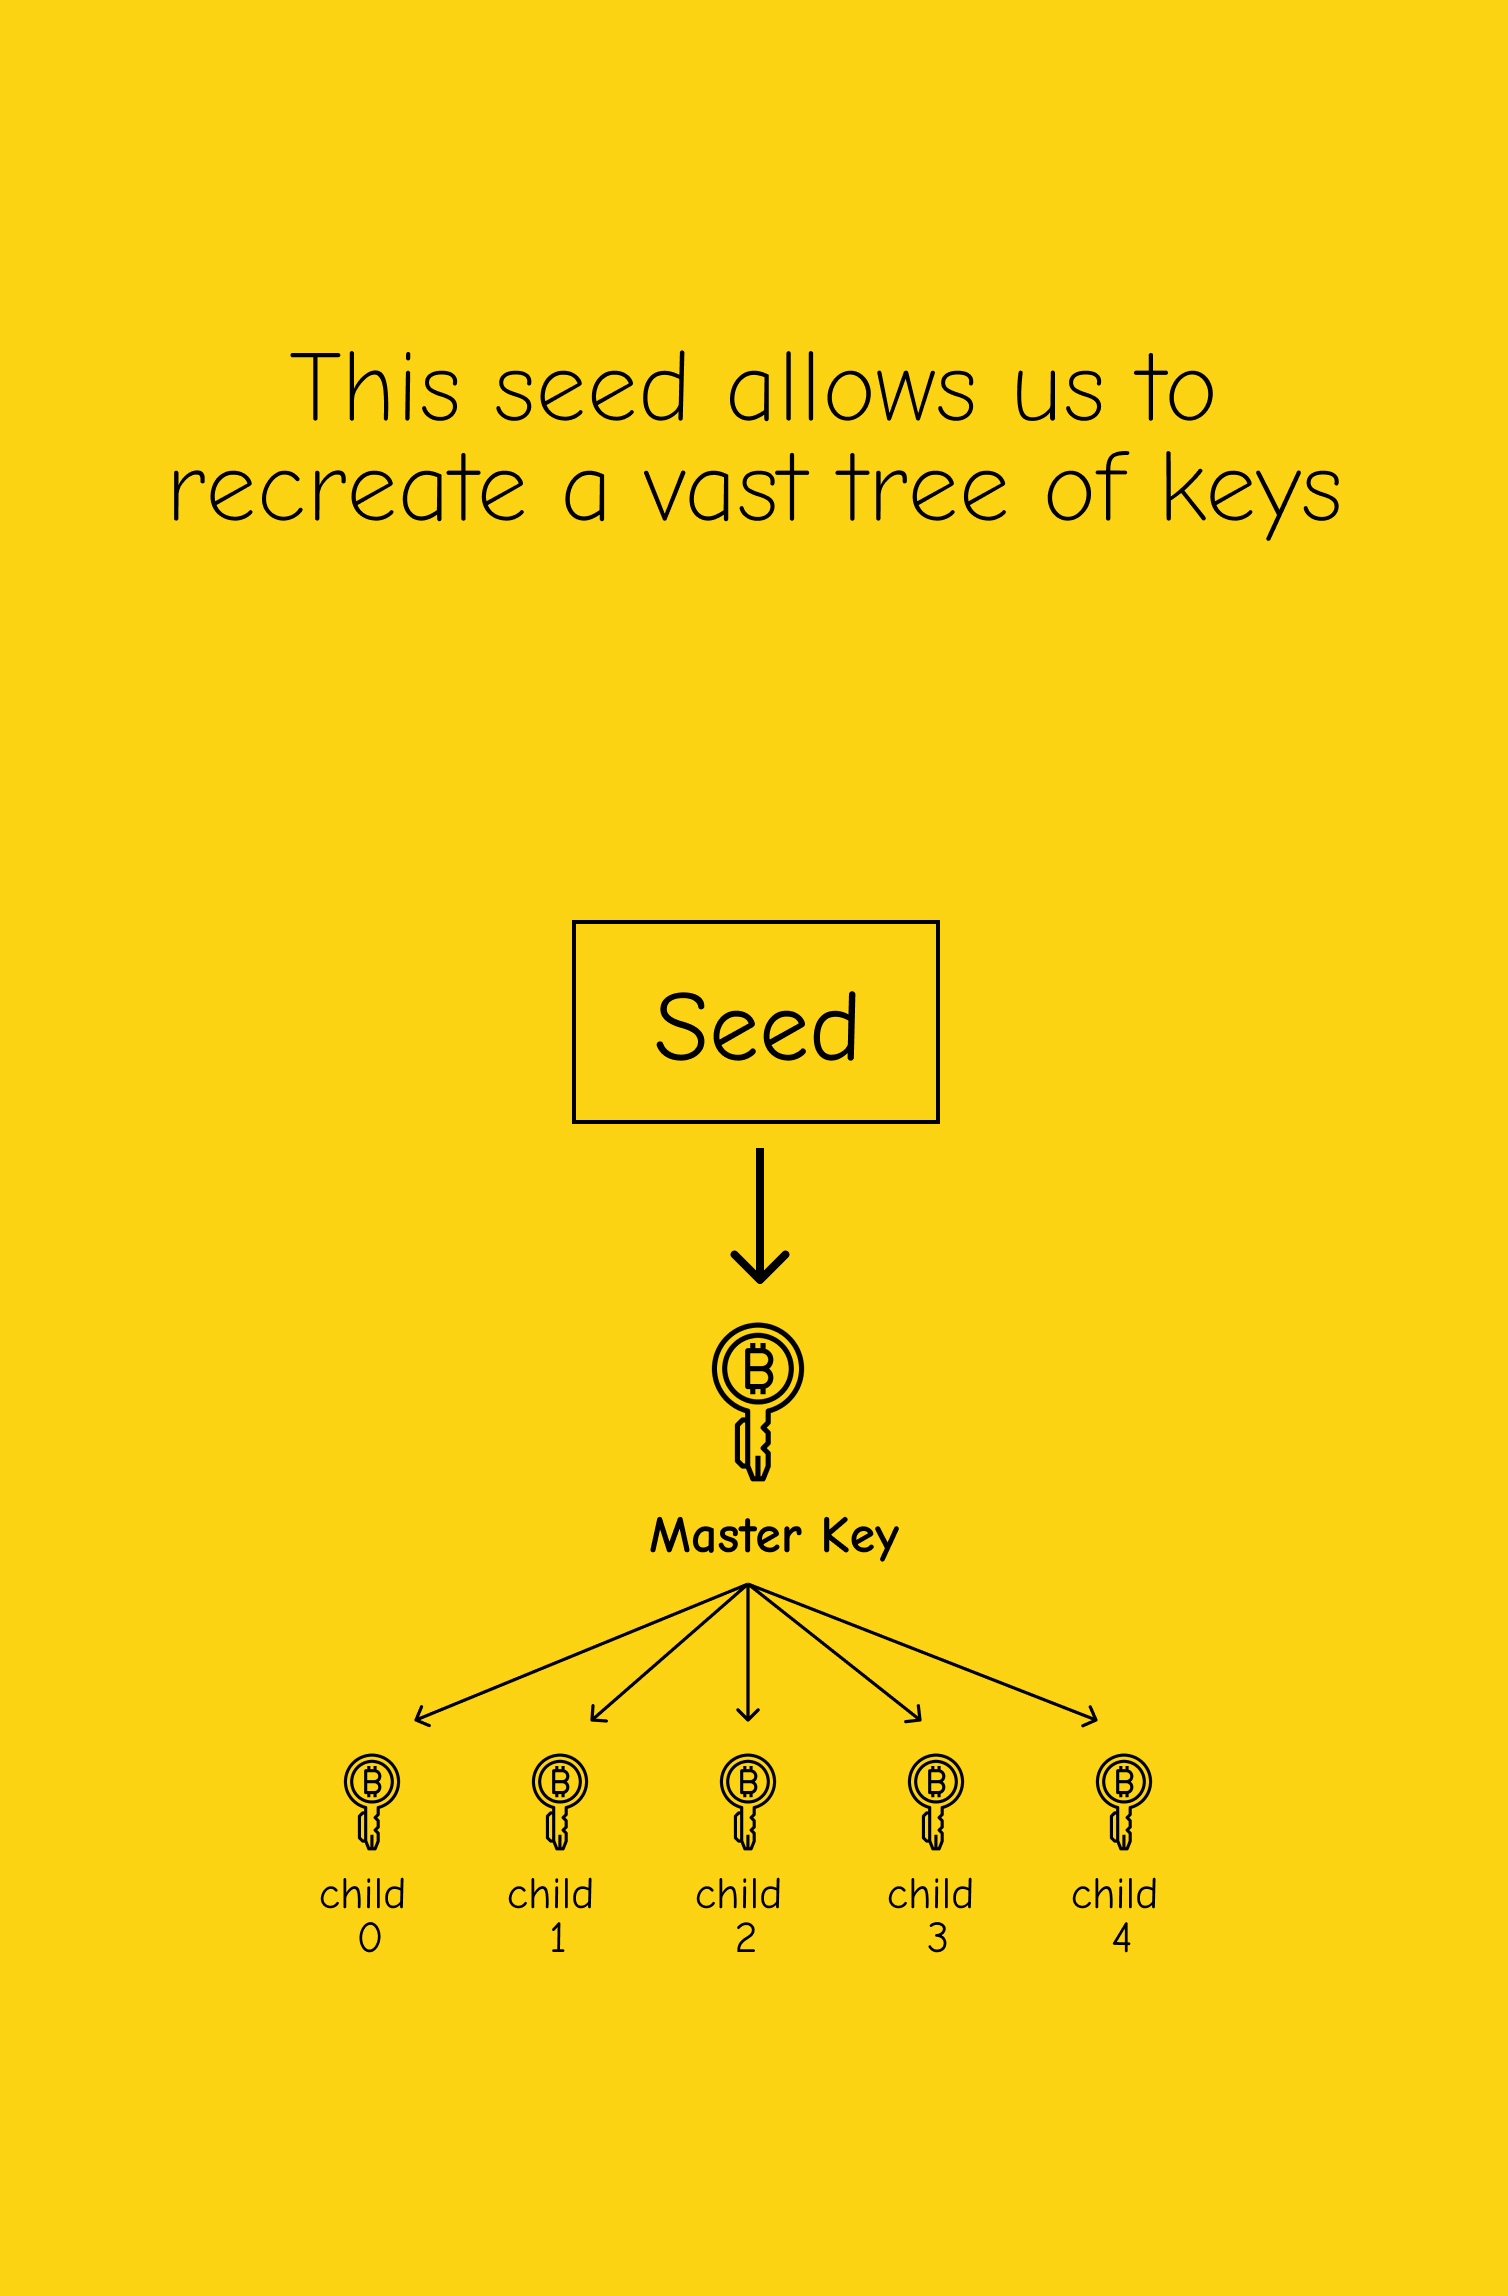 This seed allows us to
recreate a vast tree of keys
Seed
Master Key
child child child child child
0 1 2 3 4